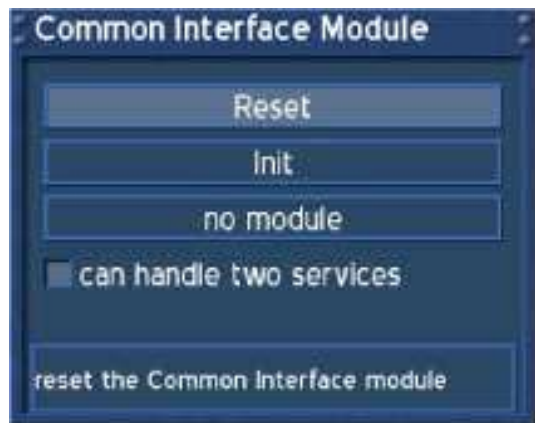 Common Interface Module
Reset
Init
no module
can handle two services
reset the Common Interface module